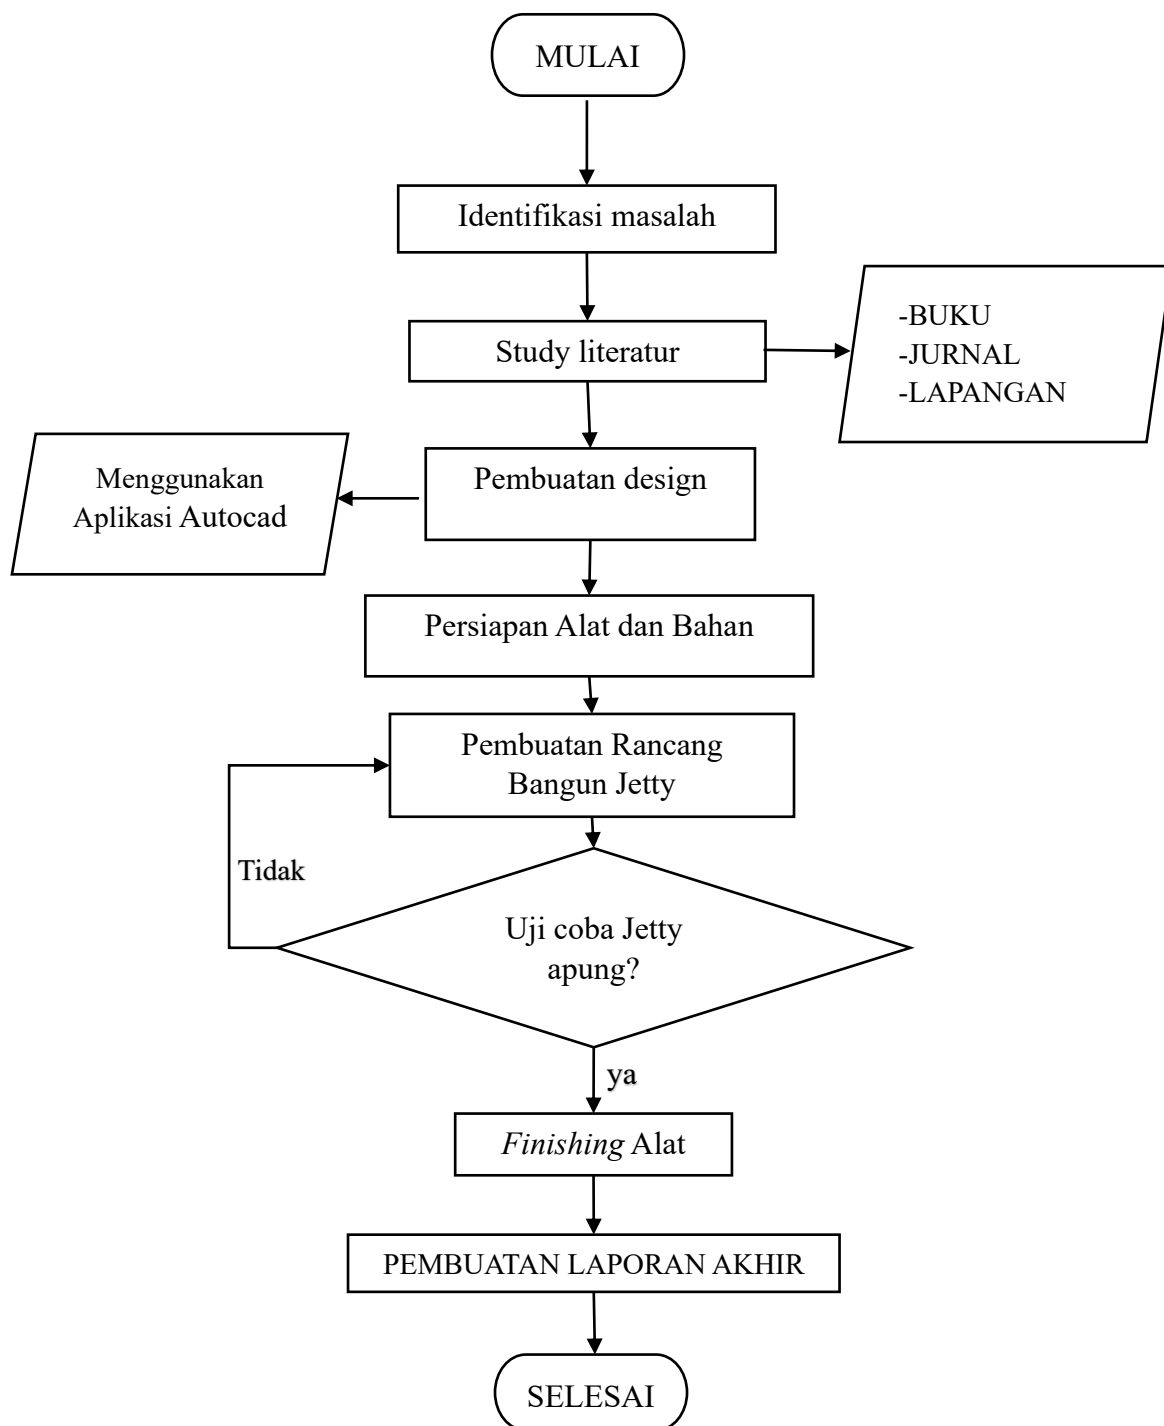 MULAI
Identifikasi masalah
Study literatur
-BUKU
-JURNAL
-LAPANGAN
Pembuatan design
Menggunakan
Aplikasi Autocad
Persiapan Alat dan Bahan
Pembuatan Rancang
Bangun Jetty
Tidak
Uji coba Jetty
apung?
ya
Finishing Alat
PEMBUATAN LAPORAN AKHIR
SELESAI